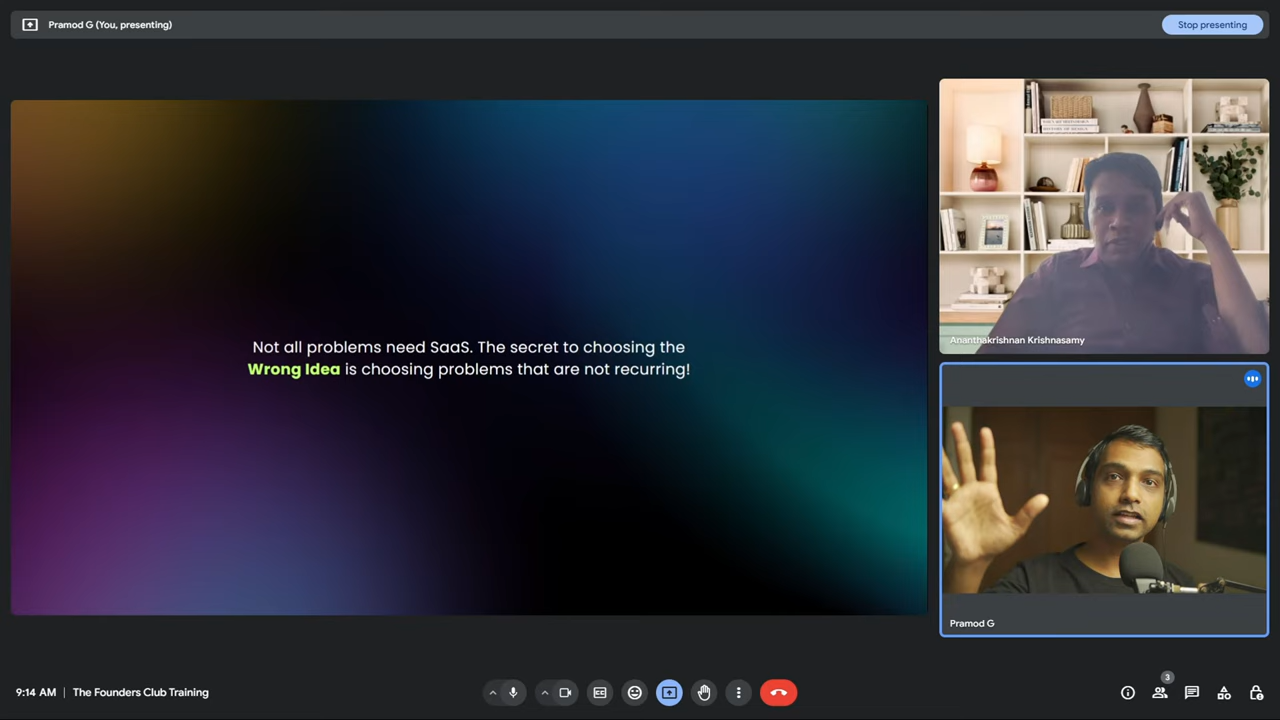 Pramod G (You, presenting)
Stop presenting
Not all problems need SaaS. The secret to choosing the
Wrong Idea is choosing problems that are not recurring!
Ananthakrishnan Krishnasamy
Pramod G
9:14 AM | The Founders Club Training
3